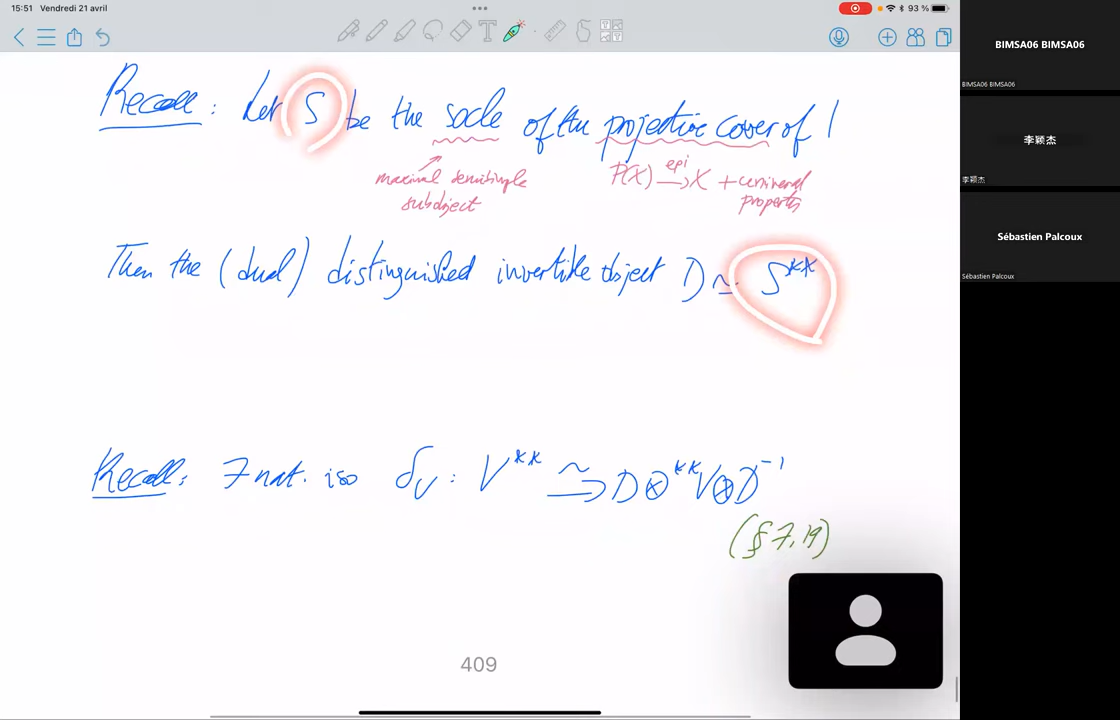 15:51 Vendredi 21 avril
93 %
Recall: Let S be the socle of the projective cover of 1
maximal semisimple subobject
P(X) epi → X + universal property
Then the (dual) distinguished invertible object D ≃ S**
Recall: ∃ nat. iso δ_V : V** ⥲ D ⊗ **V ⊗ D⁻¹
(§ 7.19)
409
BIMSA06 BIMSA06
BIMSA06 BIMSA06
李颖杰
李颖杰
Sébastien Palcoux
Sébastien Palcoux